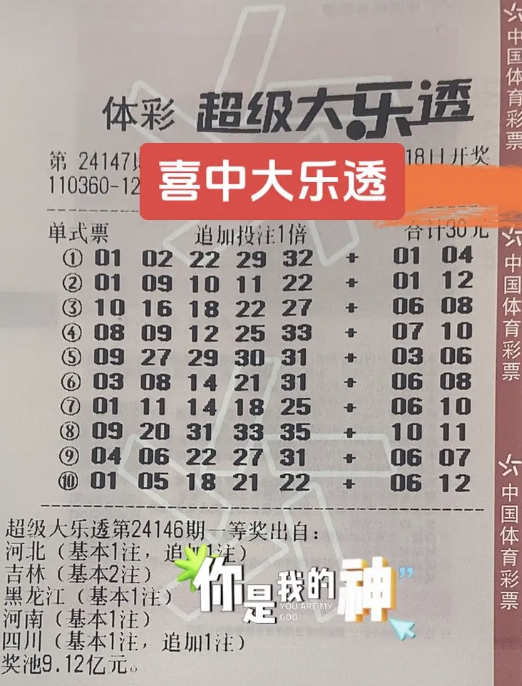 体彩 超级大乐透
第 24147期 18日开奖
110360-12
喜中大乐透
单式票 追加投注1倍 合计30元
① 01 02 22 29 32 + 01 04
② 01 09 10 11 22 + 01 12
③ 10 16 18 22 27 + 06 08
④ 08 09 12 25 33 + 07 10
⑤ 09 27 29 30 31 + 03 06
⑥ 03 08 14 21 31 + 06 08
⑦ 01 11 14 18 25 + 06 10
⑧ 09 20 31 33 35 + 10 11
⑨ 04 06 22 27 31 + 06 07
⑩ 01 05 18 21 22 + 06 12
超级大乐透第24146期一等奖出自:
河北(基本1注,追加1注)
吉林(基本2注)
黑龙江(基本1注)
河南(基本1注)
四川(基本1注,追加1注)
奖池9.12亿元。
你是我的神”
YOU ARE MY
GOD
中国体育彩票
中国体育彩票
中国体育彩票